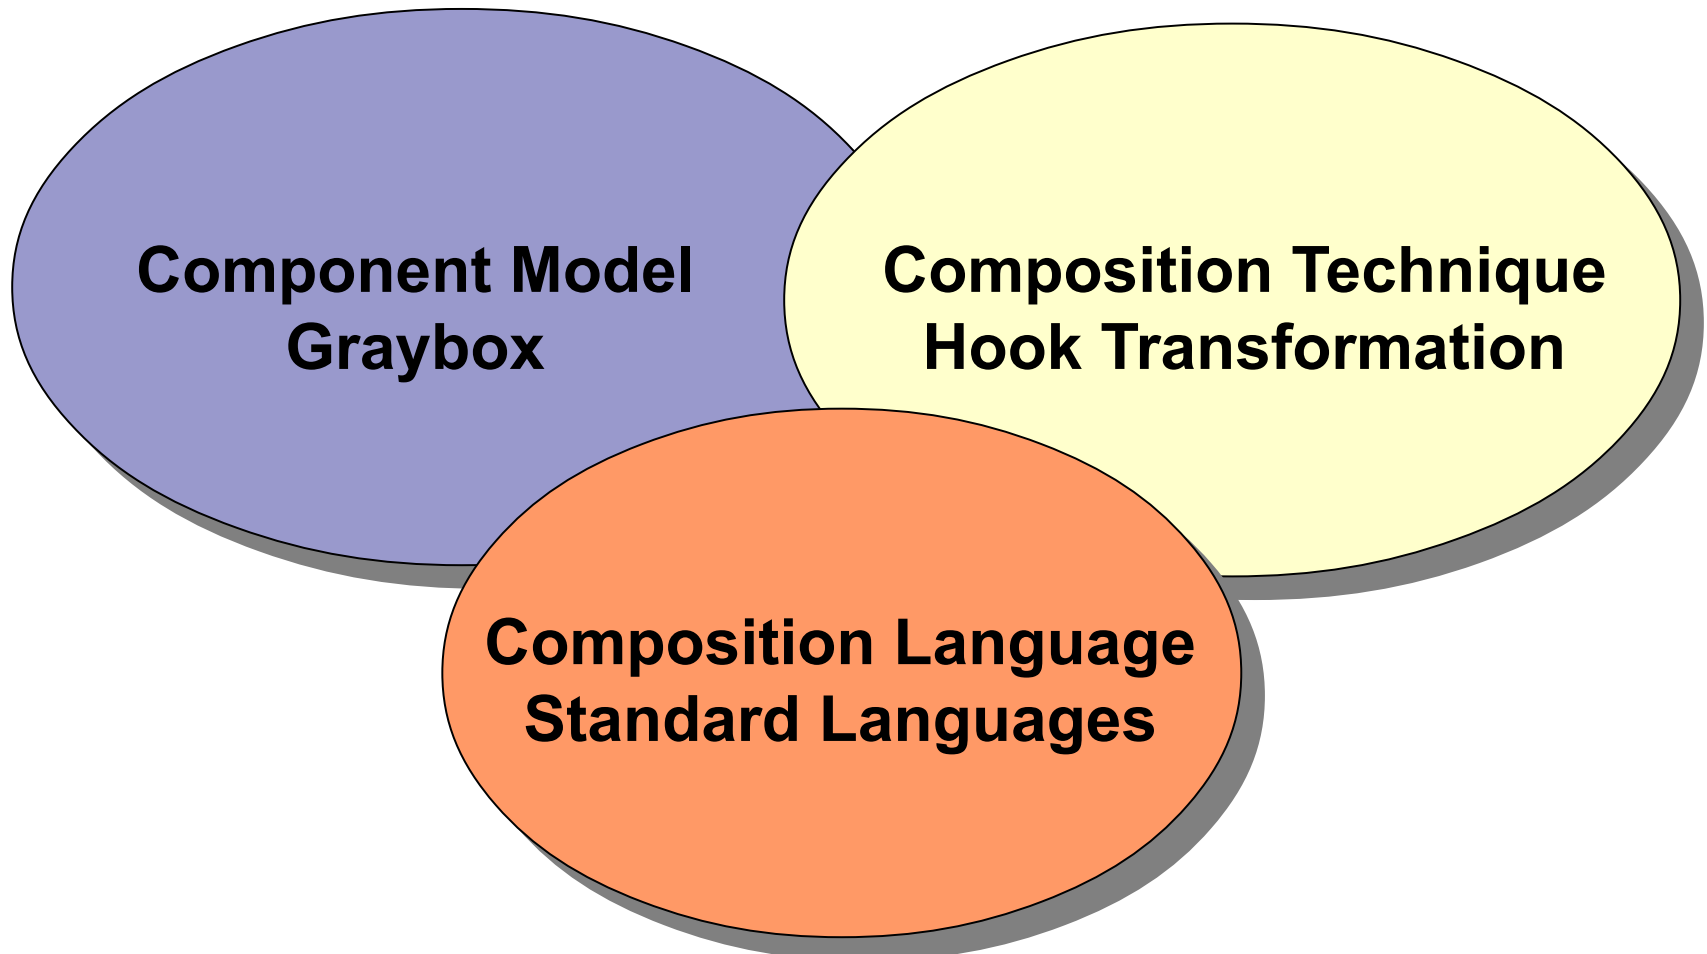 Component Model
Graybox
Composition Technique
Hook Transformation
Composition Language
Standard Languages